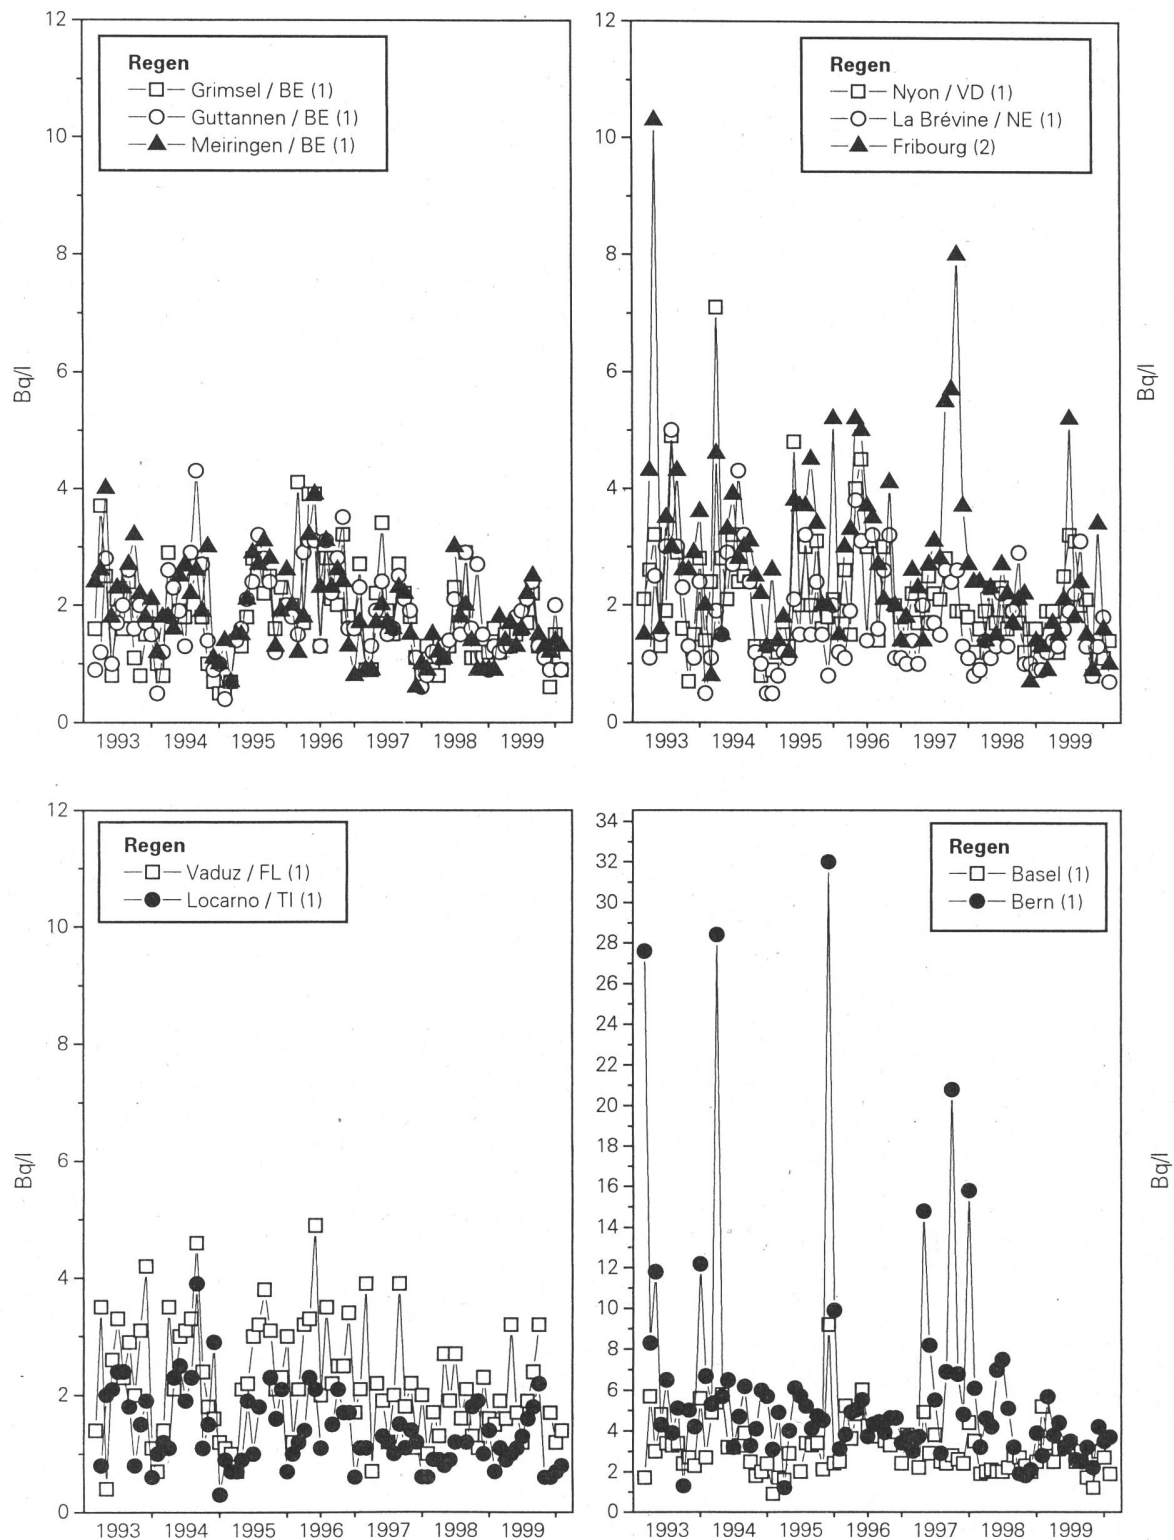 12
10
8
6
4
2
0
Bq/l
Regen
Grimsel / BE (1)
Guttannen / BE (1)
Meiringen / BE (1)
1993 1994 1995 1996 1997 1998 1999
12
10
8
6
4
2
0
Bq/l
Regen
Nyon / VD (1)
La Brévine / NE (1)
Fribourg (2)
1993 1994 1995 1996 1997 1998 1999
12
10
8
6
4
2
0
Bq/l
Regen
Vaduz / FL (1)
Locarno / TI (1)
1993 1994 1995 1996 1997 1998 1999
34
32
30
28
26
24
22
20
18
16
14
12
10
8
6
4
2
0
Bq/l
Regen
Basel (1)
Bern (1)
1993 1994 1995 1996 1997 1998 1999